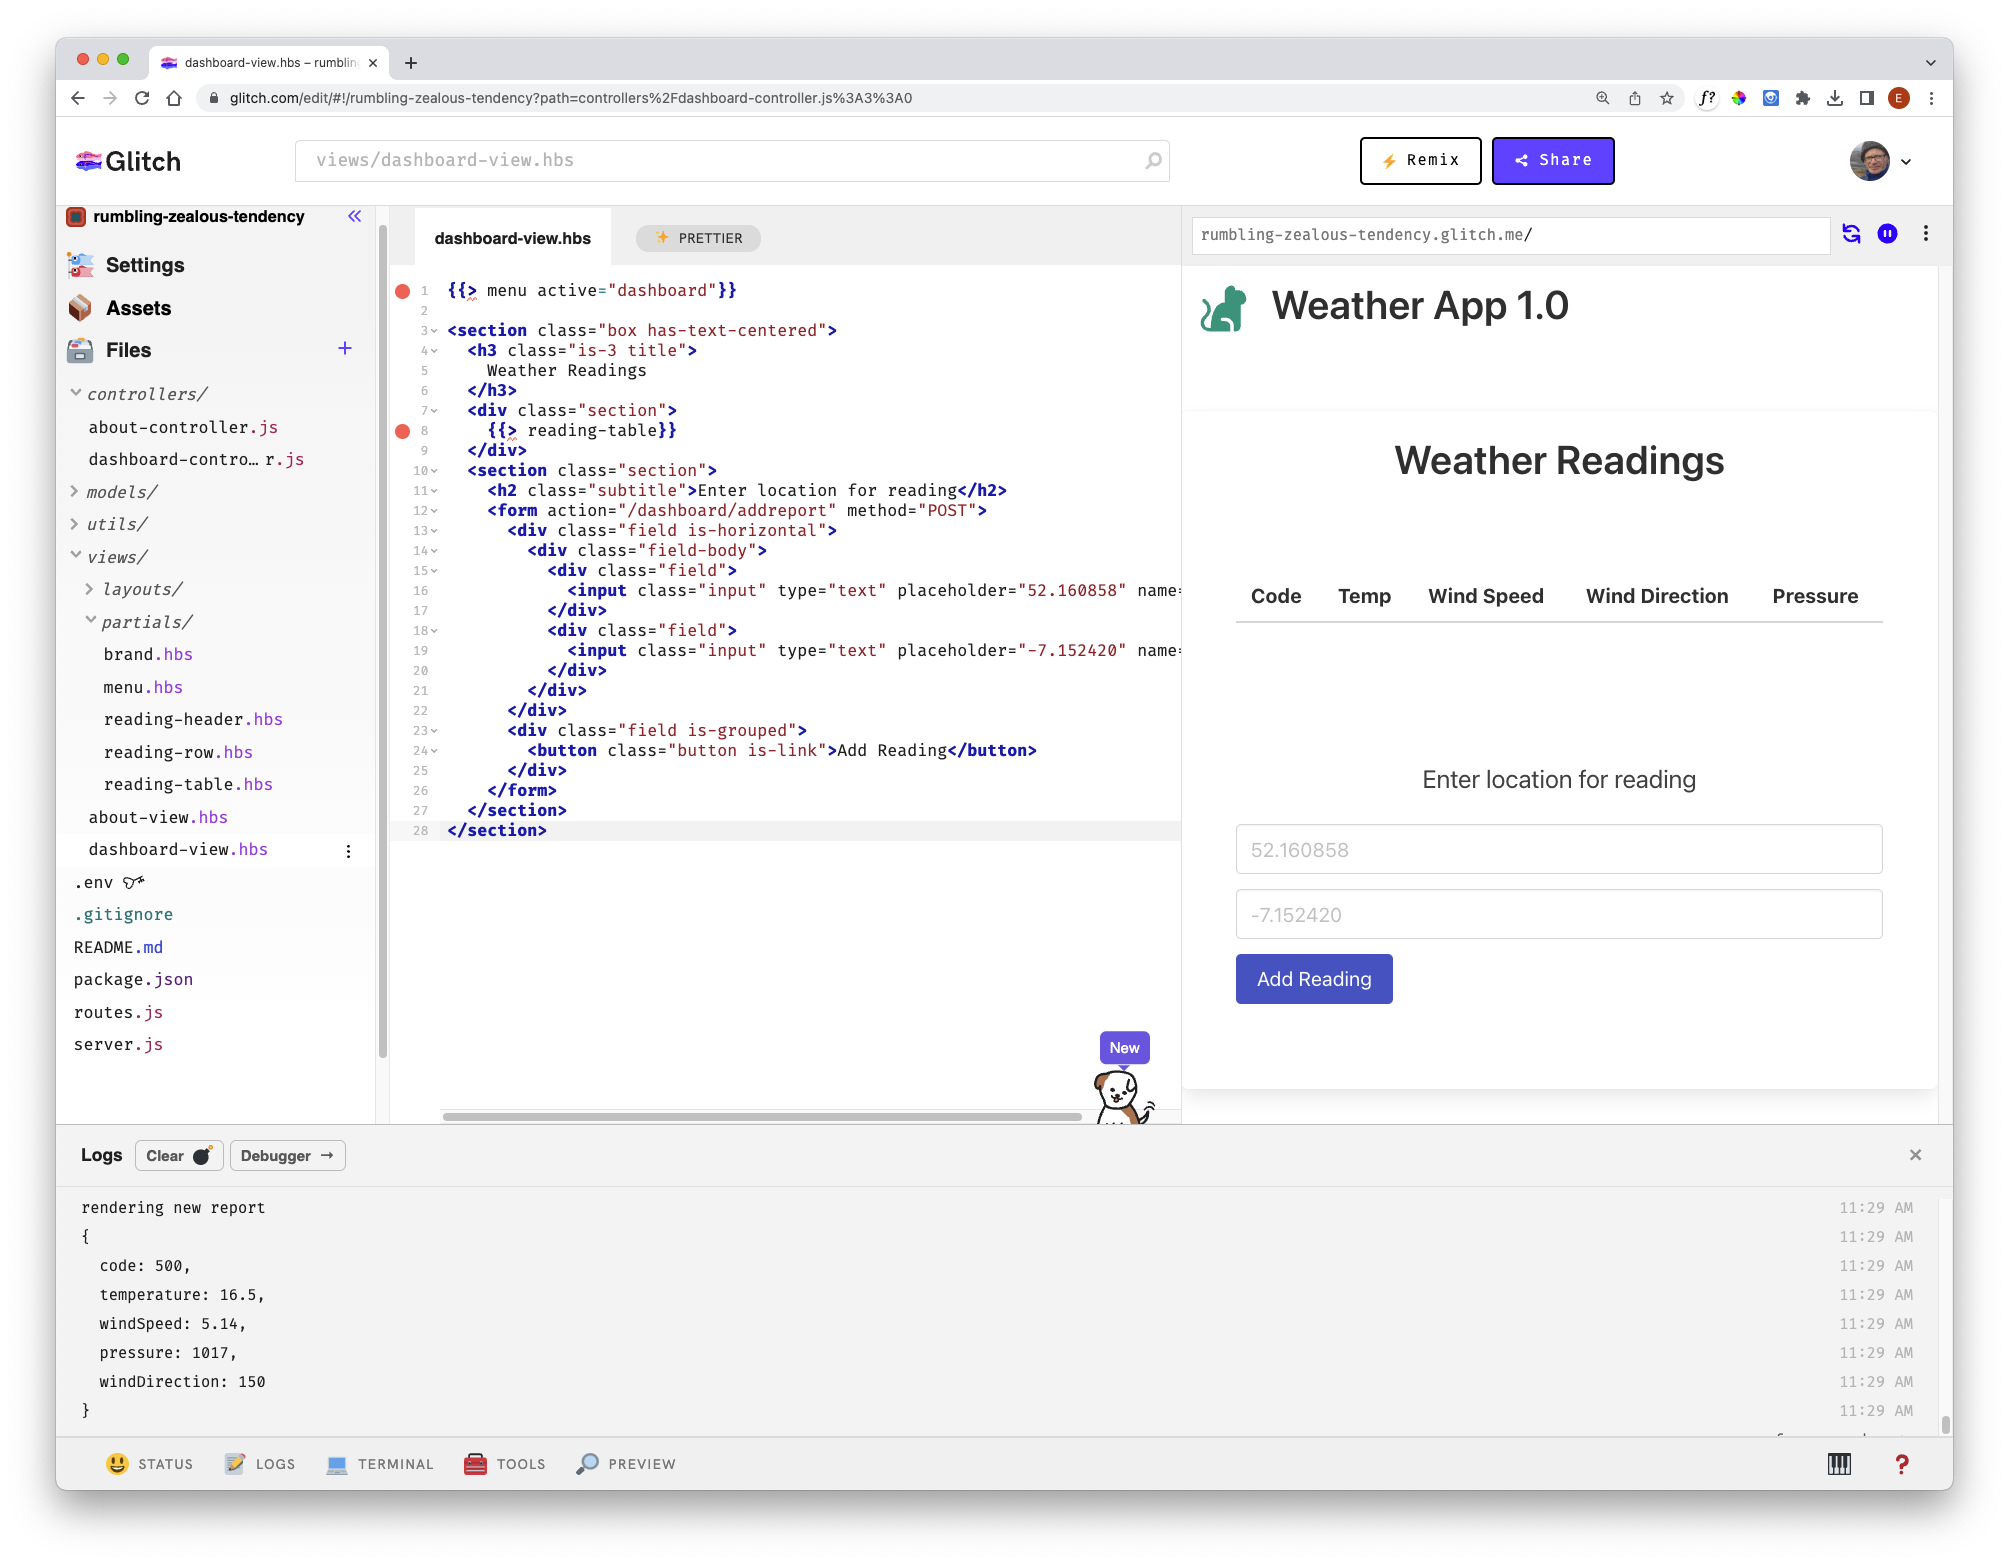 dashboard-view.hbs – rumblin
glitch.com/edit/#!/rumbling-zealous-tendency?path=controllers%2Fdashboard-controller.js%3A3%3A0
f?
E
Glitch
views/dashboard-view.hbs
Remix
Share
rumbling-zealous-tendency
Settings
Assets
Files
controllers/
about-controller.js
dashboard-contro… r.js
models/
utils/
views/
layouts/
partials/
brand.hbs
menu.hbs
reading-header.hbs
reading-row.hbs
reading-table.hbs
about-view.hbs
dashboard-view.hbs
.env
.gitignore
README.md
package.json
routes.js
server.js
dashboard-view.hbs
PRETTIER
1 {{> menu active="dashboard"}}
2
3 <section class="box has-text-centered">
4 <h3 class="is-3 title">
5 Weather Readings
6 </h3>
7 <div class="section">
8 {{> reading-table}}
9 </div>
10 <section class="section">
11 <h2 class="subtitle">Enter location for reading</h2>
12 <form action="/dashboard/addreport" method="POST">
13 <div class="field is-horizontal">
14 <div class="field-body">
15 <div class="field">
16 <input class="input" type="text" placeholder="52.160858" name=
17 </div>
18 <div class="field">
19 <input class="input" type="text" placeholder="-7.152420" name=
20 </div>
21 </div>
22 </div>
23 <div class="field is-grouped">
24 <button class="button is-link">Add Reading</button>
25 </div>
26 </form>
27 </section>
28 </section>
New
rumbling-zealous-tendency.glitch.me/
Weather App 1.0
Weather Readings
Code Temp Wind Speed Wind Direction Pressure
Enter location for reading
52.160858
-7.152420
Add Reading
Logs
Clear
Debugger →
rendering new report 11:29 AM
{ 11:29 AM
code: 500, 11:29 AM
temperature: 16.5, 11:29 AM
windSpeed: 5.14, 11:29 AM
pressure: 1017, 11:29 AM
windDirection: 150 11:29 AM
} 11:29 AM
STATUS
LOGS
TERMINAL
TOOLS
PREVIEW
?